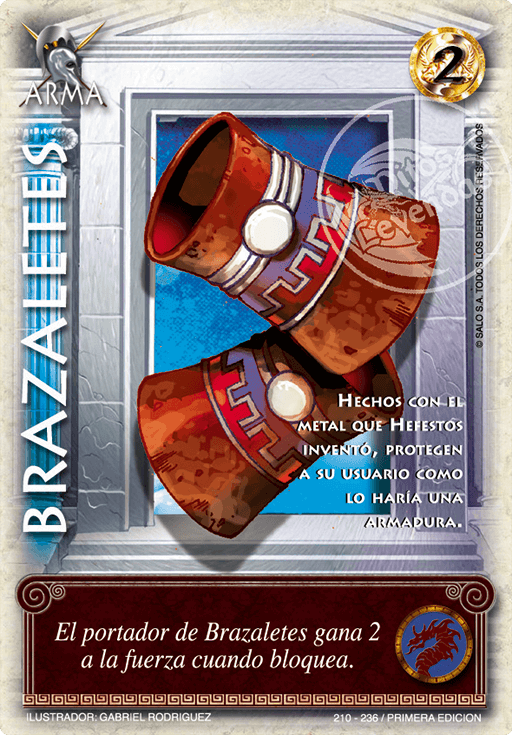 ARMA
2
BRAZALETES
mitos
Leyendas
© SALO S.A. TODOS LOS DERECHOS RESERVADOS
HECHOS CON EL
METAL QUE HEFESTOS
INVENTÓ, PROTEGEN
A SU USUARIO COMO
LO HARÍA UNA
ARMADURA.
El portador de Brazaletes gana 2
a la fuerza cuando bloquea.
ILUSTRADOR: GABRIEL RODRIGUEZ
210 - 236 / PRIMERA EDICION